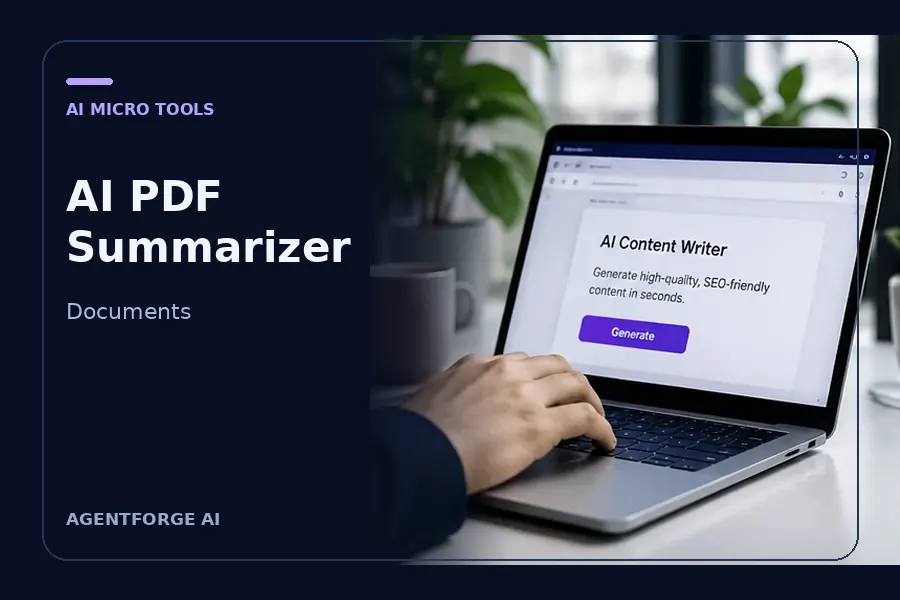 AI MICRO TOOLS
AI PDF
Summarizer
Documents
AGENTFORGE AI
AI Content Writer
Generate high-quality, SEO-friendly
content in seconds.
Generate